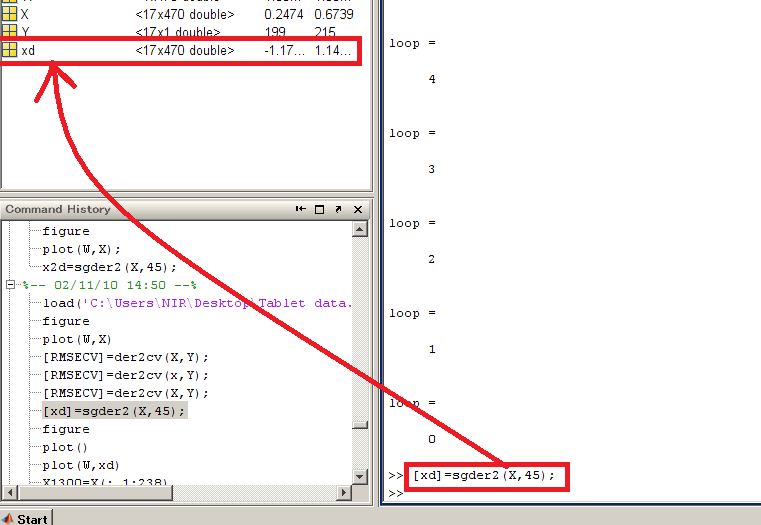 X <17x470 double> 0.2474 0.6739
Y <17x1 double> 199 215
xd <17x470 double> -1.17... 1.14...
Command History
figure
plot(W,X);
x2d=sgder2(X,45);
%-- 02/11/10 14:50 --%
load('C:\Users\NIR\Desktop\Tablet data.
figure
plot(W,X)
[RMSECV]=der2cv(X,Y);
[RMSECV]=der2cv(x,Y);
[RMSECV]=der2cv(X,Y);
[xd]=sgder2(X,45);
figure
plot()
plot(W,xd)
X1300=X(:,1:238)
Start
loop =
4
loop =
3
loop =
2
loop =
1
loop =
0
>> [xd]=sgder2(X,45);
>>